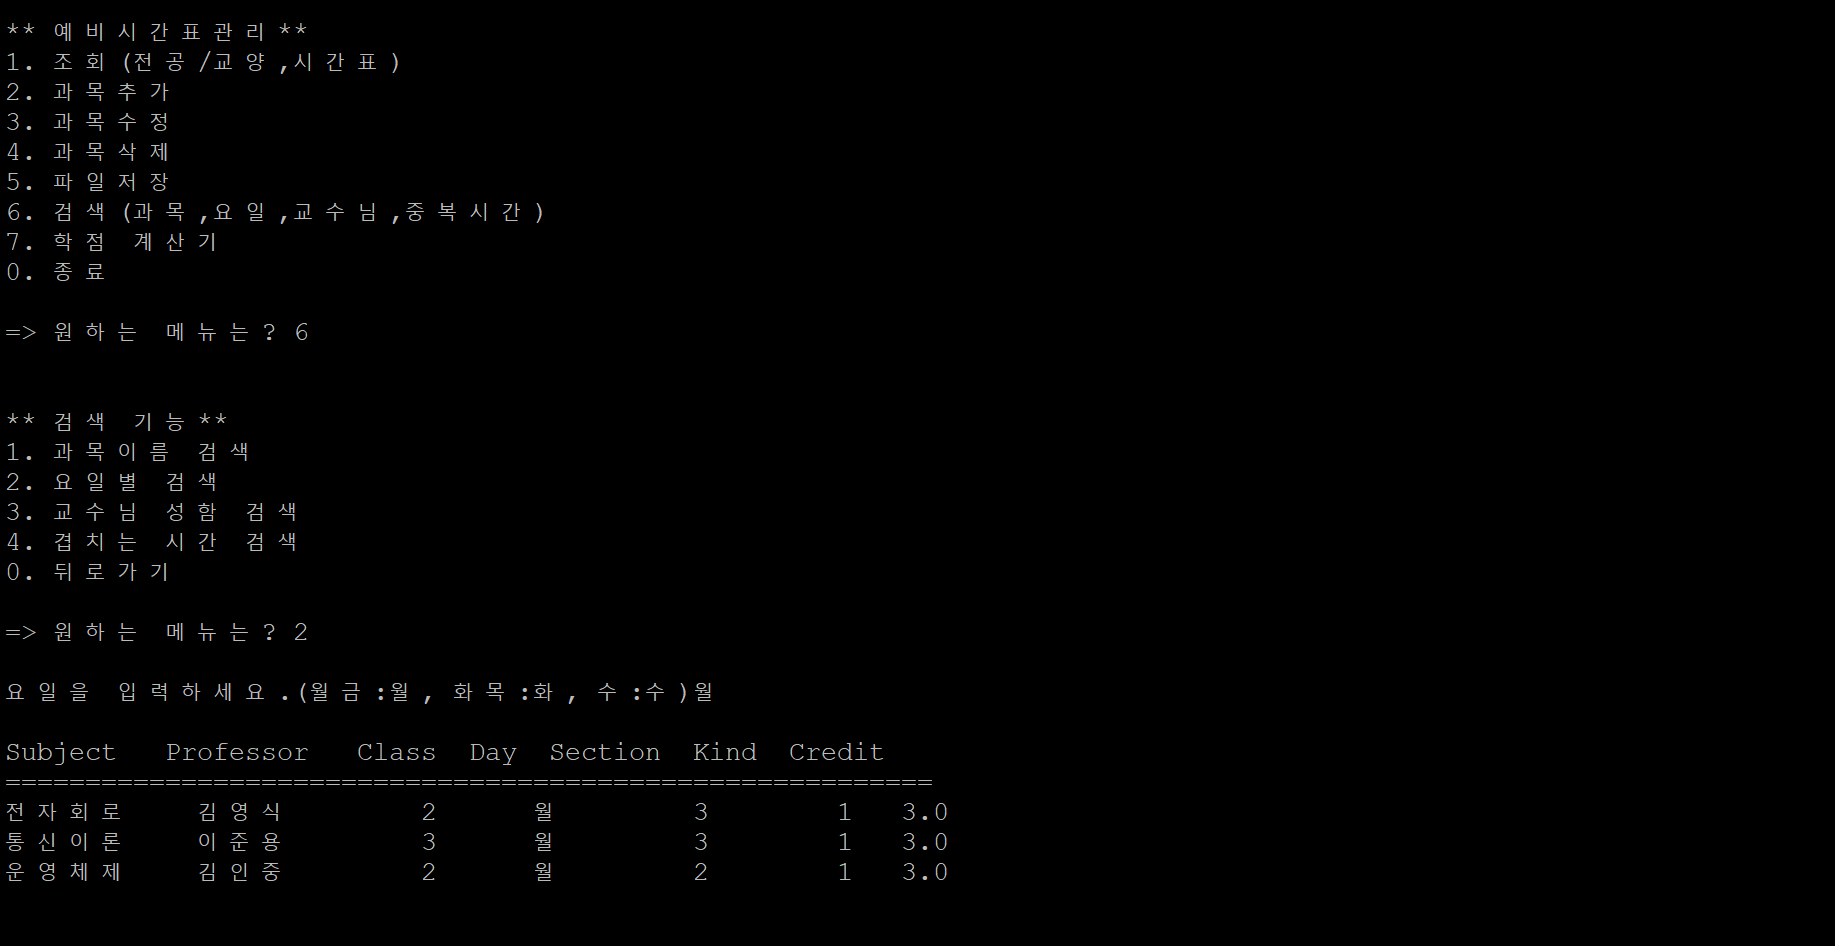 ** 예비시간표관리 **
1. 조회(전공/교양,시간표)
2. 과목추가
3. 과목수정
4. 과목삭제
5. 파일저장
6. 검색(과목,요일,교수님,중복시간)
7. 학점 계산기
0. 종료
=> 원하는 메뉴는? 6
** 검색 기능 **
1. 과목이름 검색
2. 요일별 검색
3. 교수님 성함 검색
4. 겹치는 시간 검색
0. 뒤로가기
=> 원하는 메뉴는? 2
요일을 입력하세요.(월금:월, 화목:화, 수:수)월
Subject Professor Class Day Section Kind Credit
==========================================================
전자회로 김영식 2 월 3 1 3.0
통신이론 이준용 3 월 3 1 3.0
운영체제 김인중 2 월 2 1 3.0